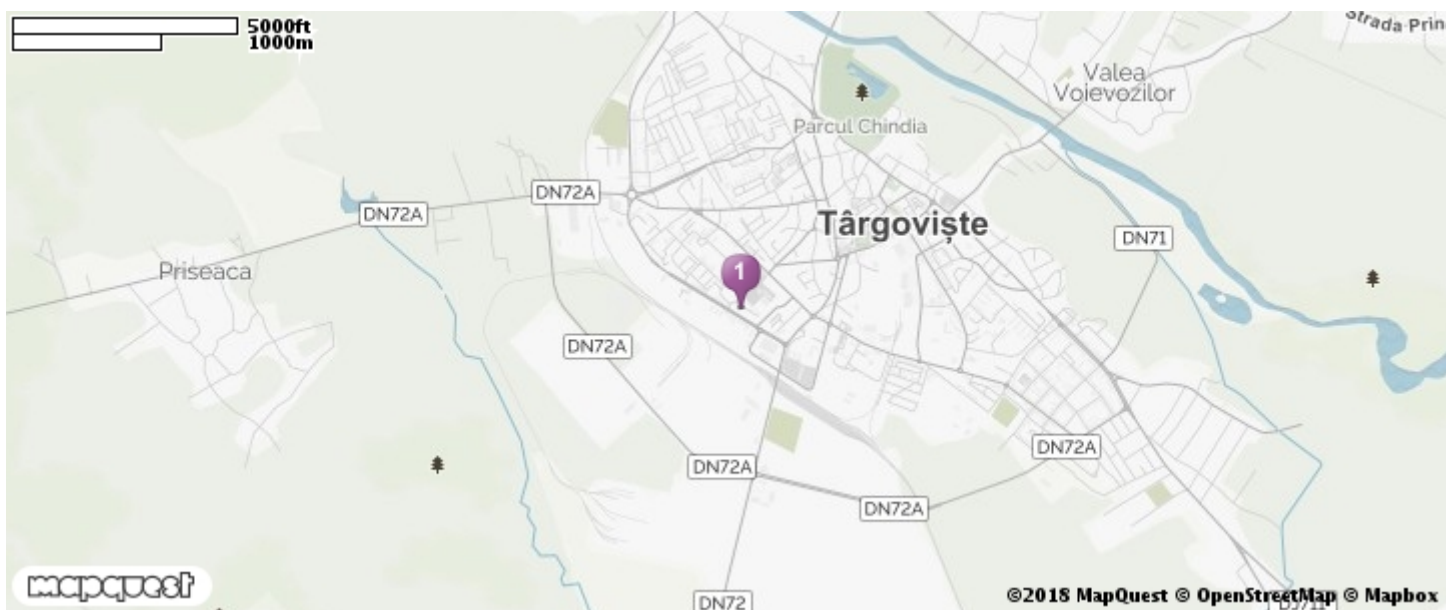 5000ft
1000m
Strada Prin
Valea
Voievozilor
Parcul Chindia
DN72A
DN72A
Târgoviște
DN71
Priseaca
1
DN72A
DN72A
DN72A
DN72A
mapquest
DN72
©2018 MapQuest © OpenStreetMap © Mapbox